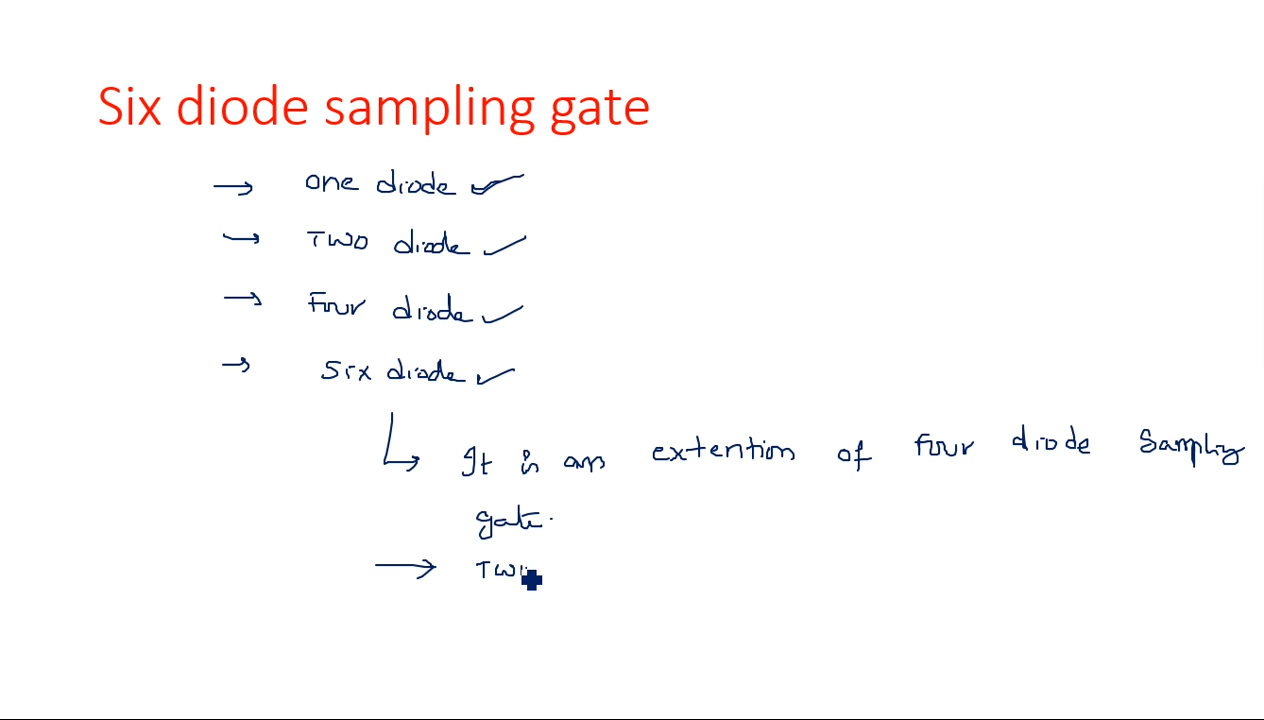 Six diode sampling gate
→ one diode ✓
→ Two diode ✓
→ Four diode ✓
→ Six diode ✓
↳ It is an extention of four diode Sampling
gate.
→